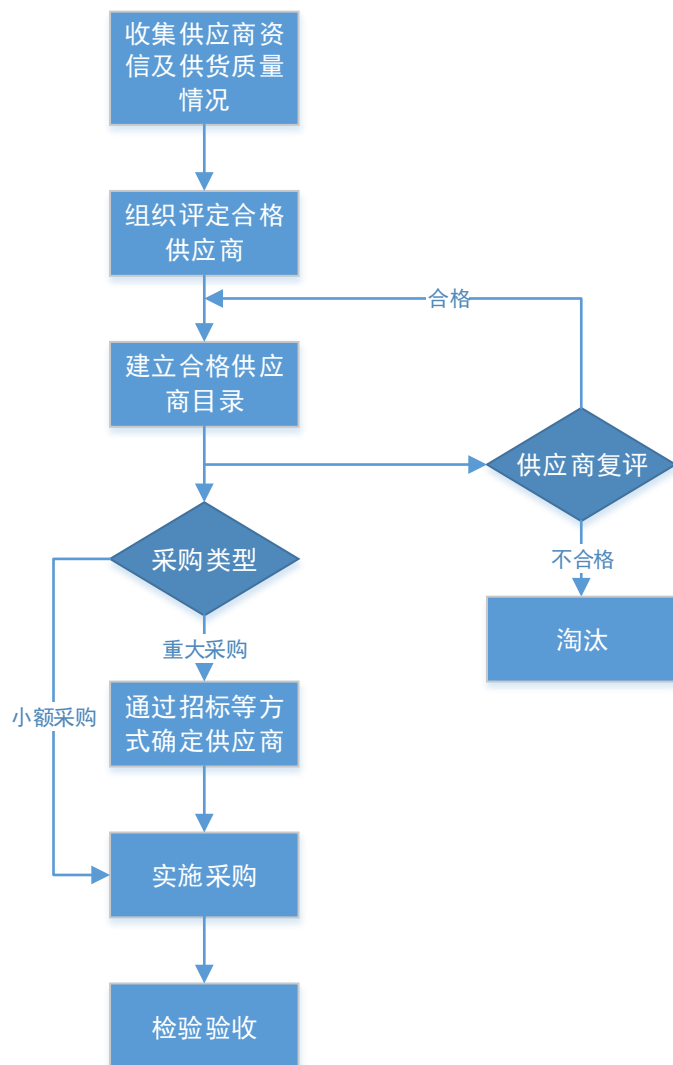 收集供应商资
信及供货质量
情况
组织评定合格
供应商
合格
建立合格供应
商目录
供应商复评
采购类型
不合格
重大采购
淘汰
小额采购
通过招标等方
式确定供应商
实施采购
检验验收